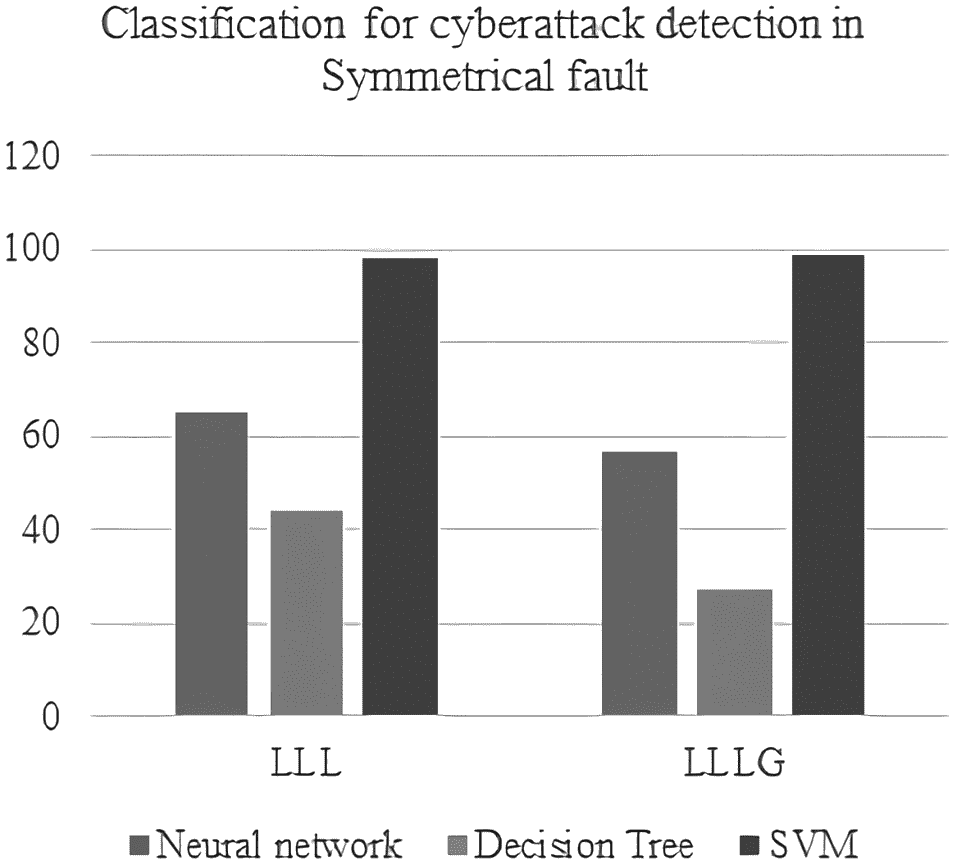 Classification for cyberattack detection in
Symmetrical fault
120
100
80
60
40
20
0
LLL LLLG
Neural network Decision Tree SVM